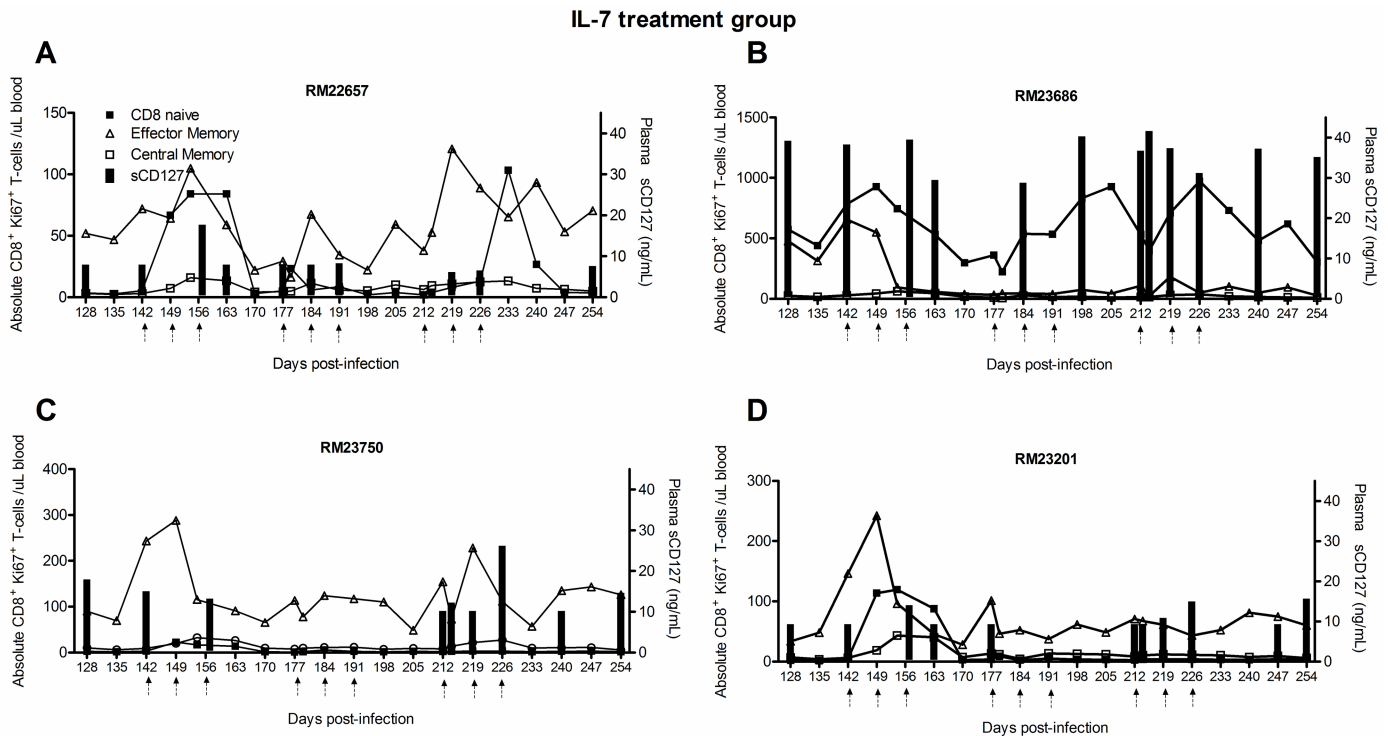 IL-7 treatment group
A
RM22657
Absolute CD8⁺ Ki67⁺ T-cells /uL blood
150
100
50
0
CD8 naive
Effector Memory
Central Memory
sCD127
40
30
20
10
0
Plasma sCD127 (ng/mL)
128 135 142 149 156 163 170 177 184 191 198 205 212 219 226 233 240 247 254
Days post-infection
B
RM23686
Absolute CD8⁺ Ki67⁺ T-cells /uL blood
1500
1000
500
0
40
30
20
10
0
Plasma sCD127 (ng/mL)
128 135 142 149 156 163 170 177 184 191 198 205 212 219 226 233 240 247 254
Days post-infection
C
RM23750
Absolute CD8⁺ Ki67⁺ T-cells /uL blood
400
300
200
100
0
40
30
20
10
0
Plasma sCD127 (ng/mL)
128 135 142 149 156 163 170 177 184 191 198 205 212 219 226 233 240 247 254
Days post-infection
D
RM23201
Absolute CD8⁺ Ki67⁺ T-cells /uL blood
300
200
100
0
40
30
20
10
0
Plasma sCD127 (ng/mL)
128 135 142 149 156 163 170 177 184 191 198 205 212 219 226 233 240 247 254
Days post-infection